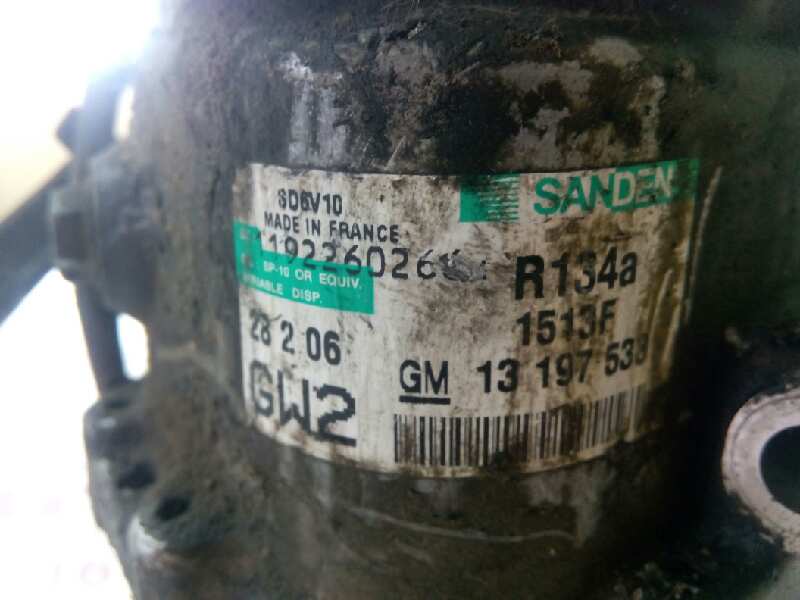 SD6V10
SANDEN
MADE IN FRANCE
R134a
SP-10 OR EQUIV.
DISP.
1513F
28 2 06
GM 13 197 538
GW2